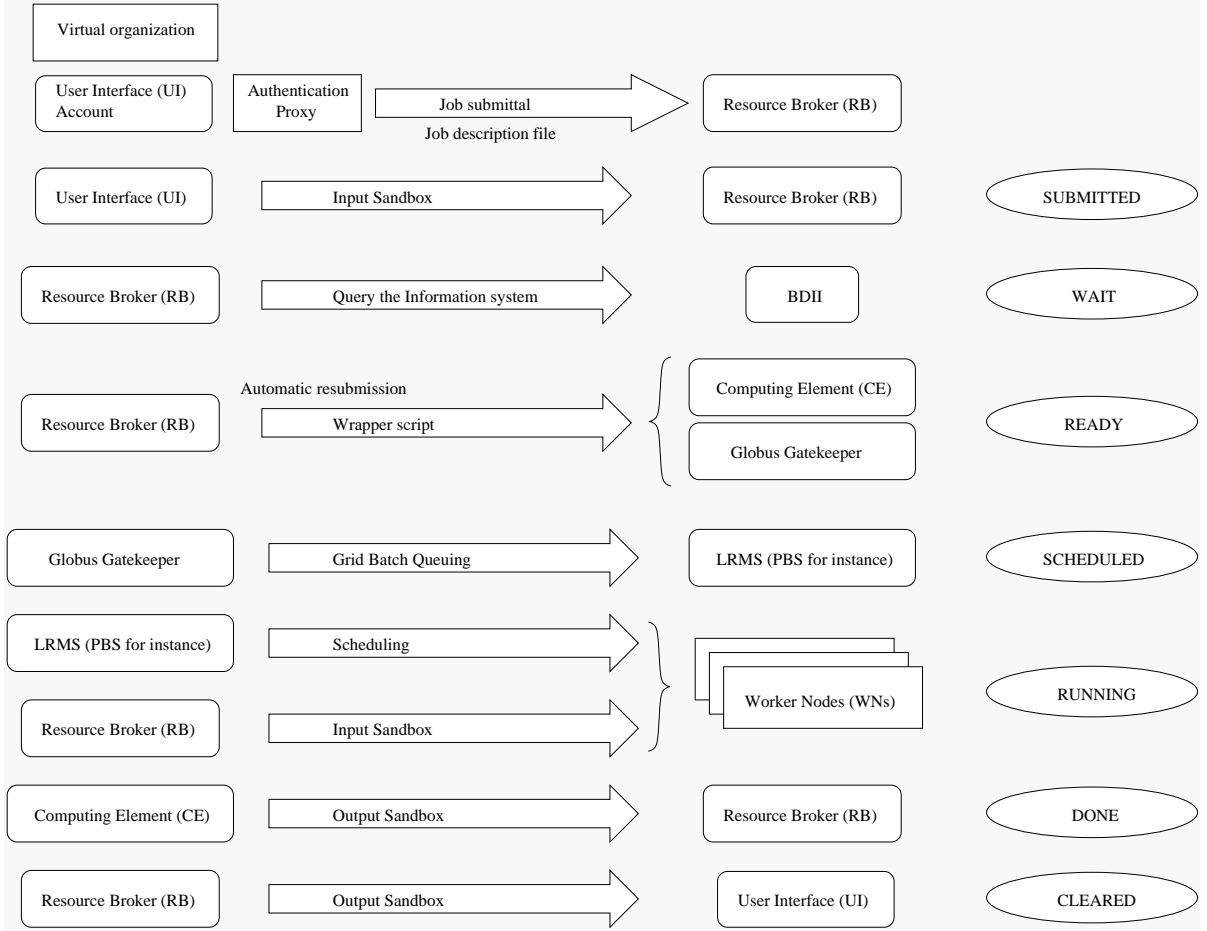 Virtual organization
User Interface (UI)
Account
Authentication
Proxy
Job submittal
Job description file
Resource Broker (RB)
User Interface (UI)
Input Sandbox
Resource Broker (RB)
SUBMITTED
Resource Broker (RB)
Query the Information system
BDII
WAIT
Automatic resubmission
Resource Broker (RB)
Wrapper script
Computing Element (CE)
Globus Gatekeeper
READY
Globus Gatekeeper
Grid Batch Queuing
LRMS (PBS for instance)
SCHEDULED
LRMS (PBS for instance)
Scheduling
Worker Nodes (WNs)
RUNNING
Resource Broker (RB)
Input Sandbox
Computing Element (CE)
Output Sandbox
Resource Broker (RB)
DONE
Resource Broker (RB)
Output Sandbox
User Interface (UI)
CLEARED